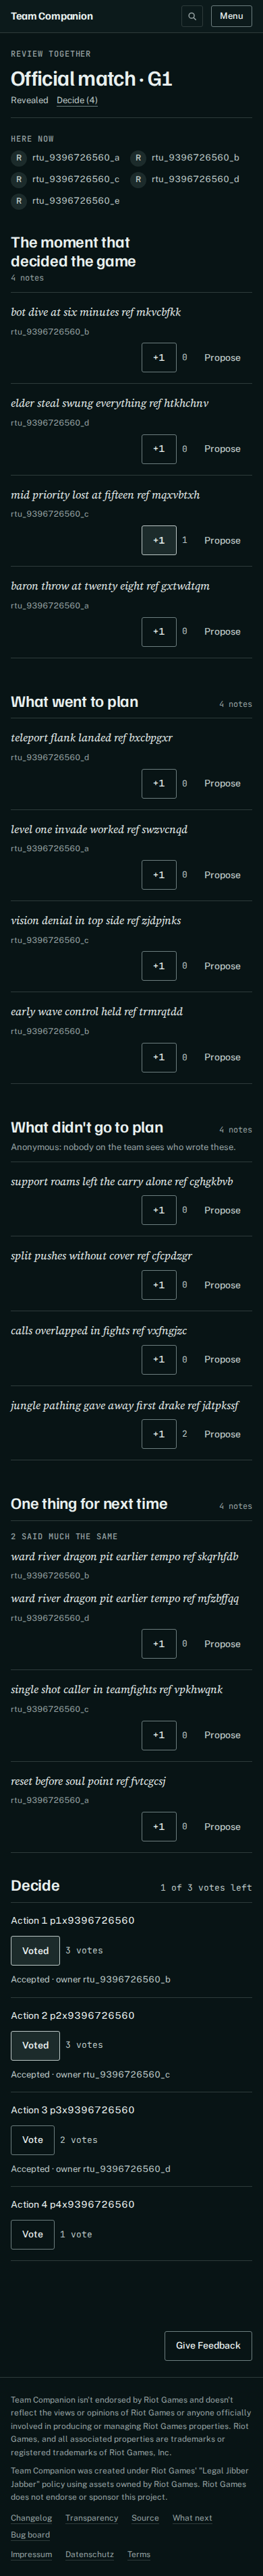 Team Companion
Menu
REVIEW TOGETHER
Official match · G1
Revealed Decide (4)
HERE NOW
R rtu_9396726560_a R rtu_9396726560_b
R rtu_9396726560_c R rtu_9396726560_d
R rtu_9396726560_e
The moment that
decided the game
4 notes
bot dive at six minutes ref mkvcbfkk
rtu_9396726560_b
+1 0 Propose
elder steal swung everything ref htkhchnv
rtu_9396726560_d
+1 0 Propose
mid priority lost at fifteen ref mqxvbtxh
rtu_9396726560_c
+1 1 Propose
baron throw at twenty eight ref gxtwdtqm
rtu_9396726560_a
+1 0 Propose
What went to plan 4 notes
teleport flank landed ref bxcbpgxr
rtu_9396726560_d
+1 0 Propose
level one invade worked ref swzvcnqd
rtu_9396726560_a
+1 0 Propose
vision denial in top side ref zjdpjnks
rtu_9396726560_c
+1 0 Propose
early wave control held ref trmrqtdd
rtu_9396726560_b
+1 0 Propose
What didn't go to plan 4 notes
Anonymous: nobody on the team sees who wrote these.
support roams left the carry alone ref cghgkbvb
+1 0 Propose
split pushes without cover ref cfcpdzgr
+1 0 Propose
calls overlapped in fights ref vxfngjzc
+1 0 Propose
jungle pathing gave away first drake ref jdtpkssf
+1 2 Propose
One thing for next time 4 notes
2 SAID MUCH THE SAME
ward river dragon pit earlier tempo ref skqrhfdb
rtu_9396726560_b
ward river dragon pit earlier tempo ref mfzbffqq
rtu_9396726560_d
+1 0 Propose
single shot caller in teamfights ref vpkhwqnk
rtu_9396726560_c
+1 0 Propose
reset before soul point ref fvtcgcsj
rtu_9396726560_a
+1 0 Propose
Decide 1 of 3 votes left
Action 1 p1x9396726560
Voted 3 votes
Accepted · owner rtu_9396726560_b
Action 2 p2x9396726560
Voted 3 votes
Accepted · owner rtu_9396726560_c
Action 3 p3x9396726560
Vote 2 votes
Accepted · owner rtu_9396726560_d
Action 4 p4x9396726560
Vote 1 vote
Give Feedback
Team Companion isn't endorsed by Riot Games and doesn't
reflect the views or opinions of Riot Games or anyone officially
involved in producing or managing Riot Games properties. Riot
Games, and all associated properties are trademarks or
registered trademarks of Riot Games, Inc.
Team Companion was created under Riot Games' "Legal Jibber
Jabber" policy using assets owned by Riot Games. Riot Games
does not endorse or sponsor this project.
Changelog Transparency Source What next
Bug board
Impressum Datenschutz Terms